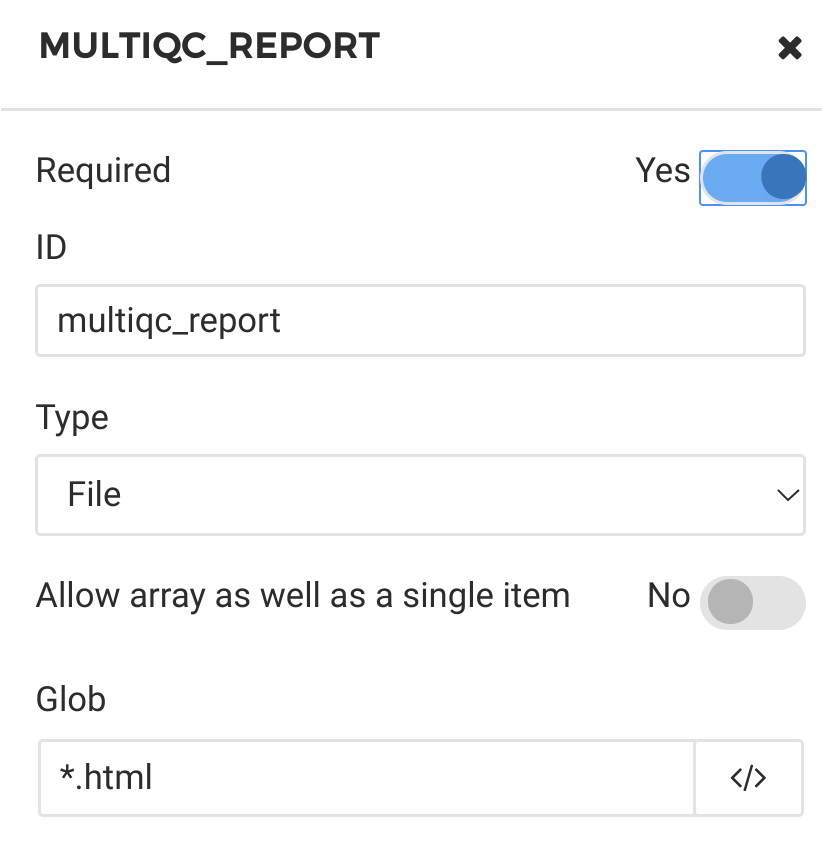 MULTIQC_REPORT
Required Yes
ID
multiqc_report
Type
File
Allow array as well as a single item No
Glob
*.html </>